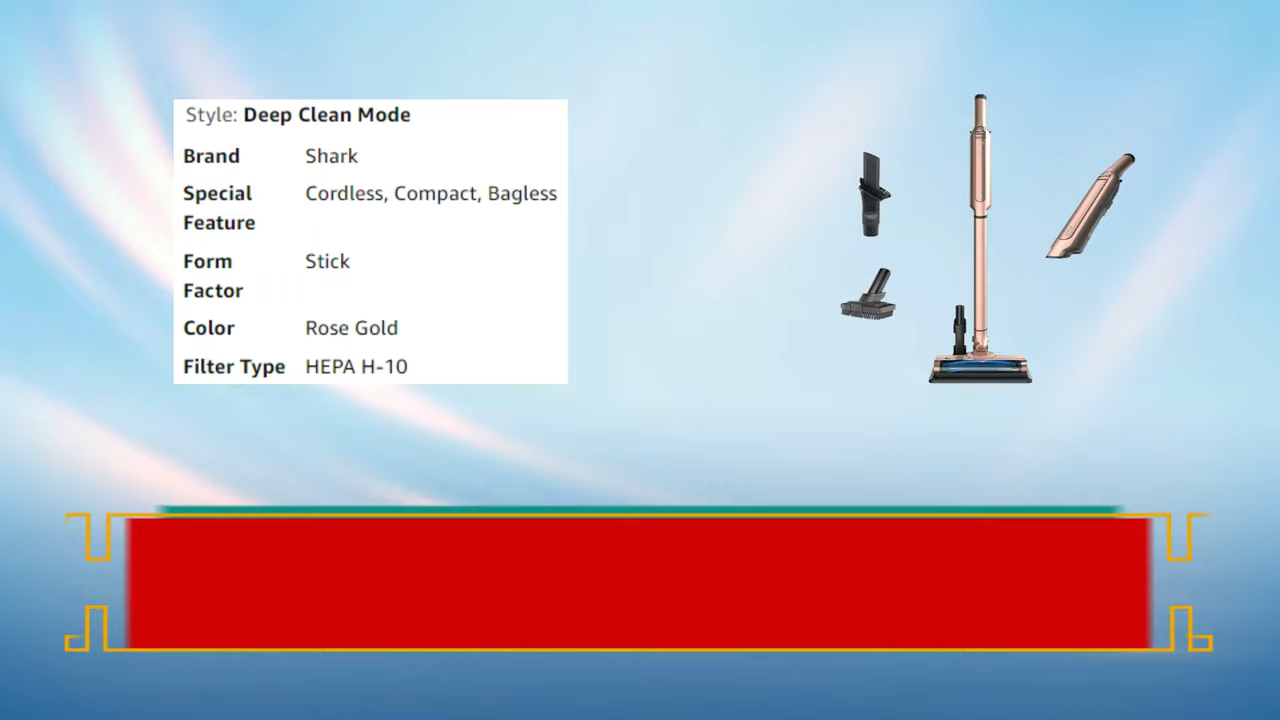 Style: Deep Clean Mode
Brand Shark
Special Feature Cordless, Compact, Bagless
Form Factor Stick
Color Rose Gold
Filter Type HEPA H-10